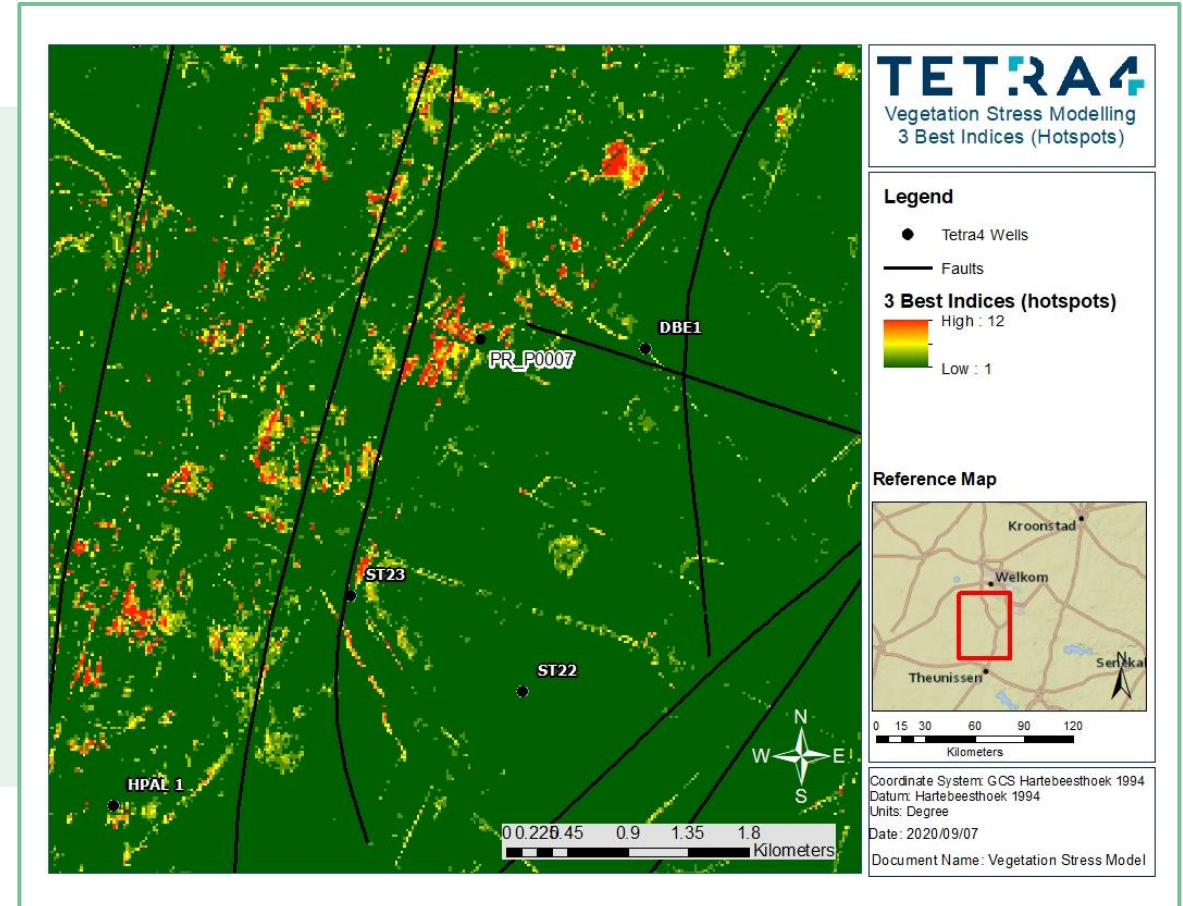 TETRA4
Vegetation Stress Modelling
3 Best Indices (Hotspots)
Legend
Tetra4 Wells
Faults
3 Best Indices (hotspots)
High : 12
Low : 1
DBE1
PR_P0007
ST23
ST22
HPAL 1
N
W E
S
0 0.225 0.45 0.9 1.35 1.8
Kilometers
Reference Map
Kroonstad
Welkom
Theunissen
Senekal
N
0 15 30 60 90 120
Kilometers
Coordinate System: GCS Hartebeesthoek 1994
Datum: Hartebeesthoek 1994
Units: Degree
Date: 2020/09/07
Document Name: Vegetation Stress Model